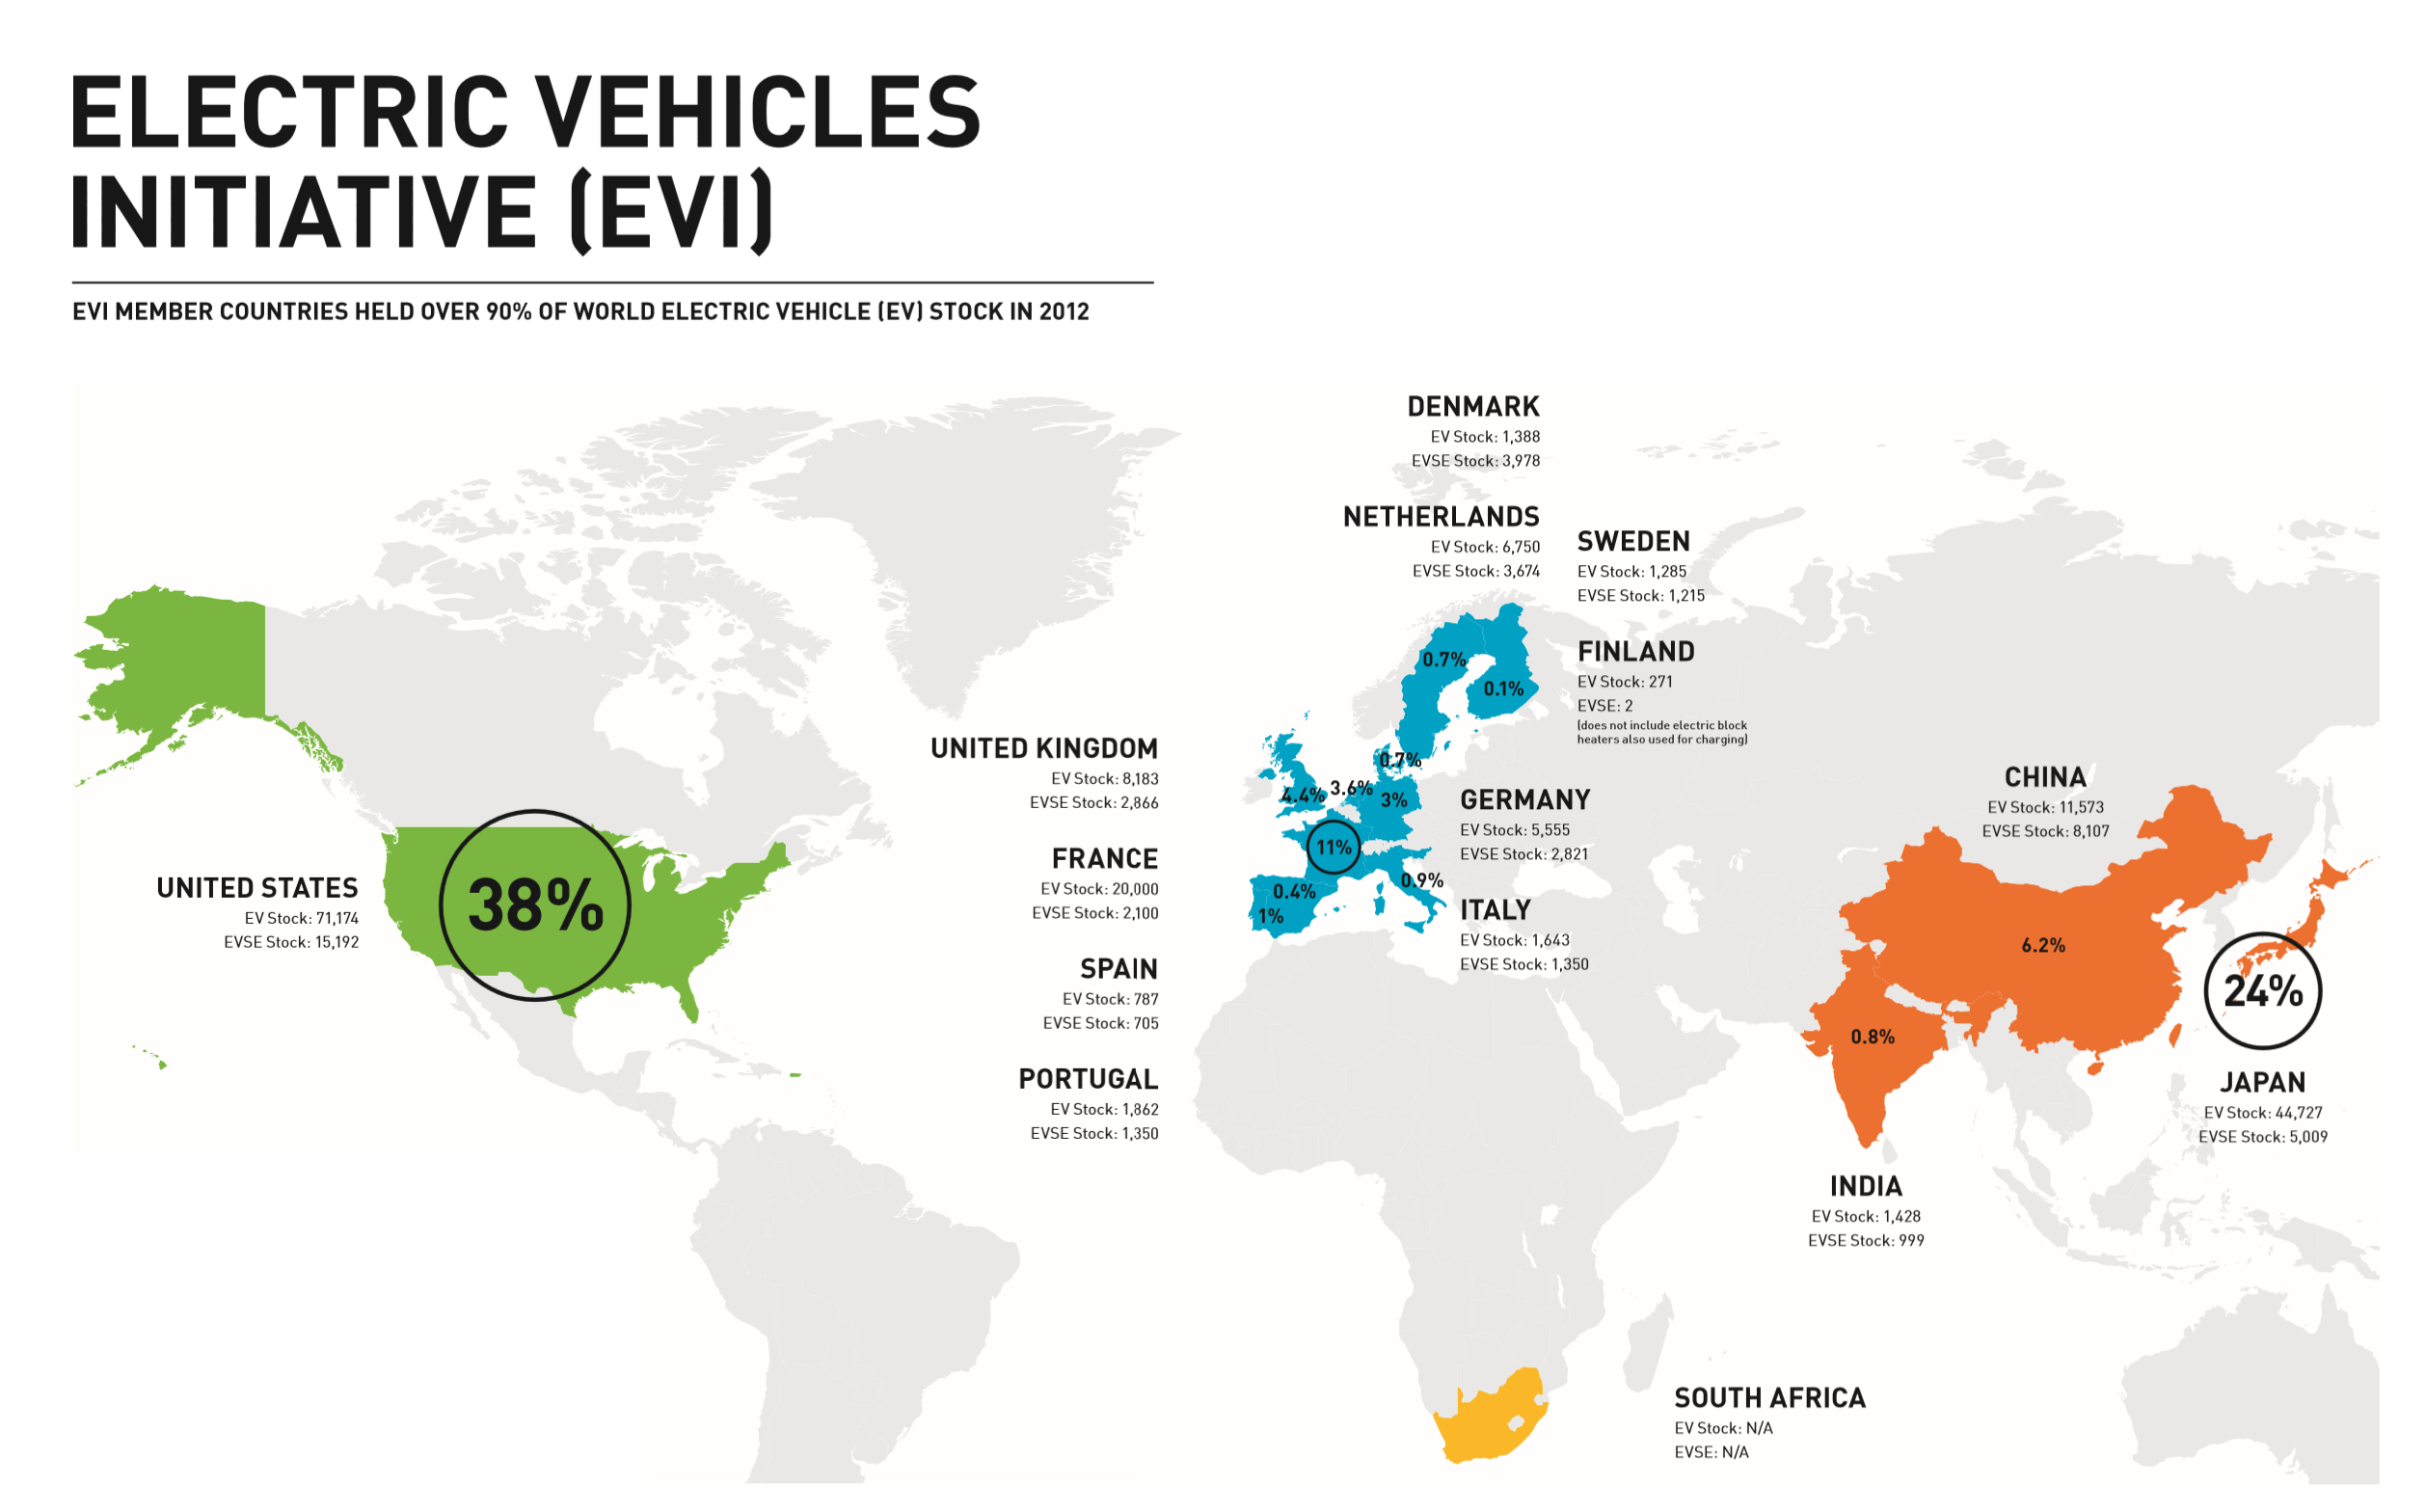 ELECTRIC VEHICLES
INITIATIVE (EVI)
EVI MEMBER COUNTRIES HELD OVER 90% OF WORLD ELECTRIC VEHICLE (EV) STOCK IN 2012
DENMARK
EV Stock: 1,388
EVSE Stock: 3,978
NETHERLANDS
EV Stock: 6,750
EVSE Stock: 3,674
SWEDEN
EV Stock: 1,285
EVSE Stock: 1,215
FINLAND
EV Stock: 271
EVSE: 2
(does not include electric block
heaters also used for charging)
0.7%
0.1%
0.7%
4.4%
3.6%
3%
11%
0.9%
0.4%
1%
UNITED KINGDOM
EV Stock: 8,183
EVSE Stock: 2,866
FRANCE
EV Stock: 20,000
EVSE Stock: 2,100
SPAIN
EV Stock: 787
EVSE Stock: 705
PORTUGAL
EV Stock: 1,862
EVSE Stock: 1,350
GERMANY
EV Stock: 5,555
EVSE Stock: 2,821
ITALY
EV Stock: 1,643
EVSE Stock: 1,350
UNITED STATES
EV Stock: 71,174
EVSE Stock: 15,192
38%
CHINA
EV Stock: 11,573
EVSE Stock: 8,107
6.2%
0.8%
24%
JAPAN
EV Stock: 44,727
EVSE Stock: 5,009
INDIA
EV Stock: 1,428
EVSE Stock: 999
SOUTH AFRICA
EV Stock: N/A
EVSE: N/A